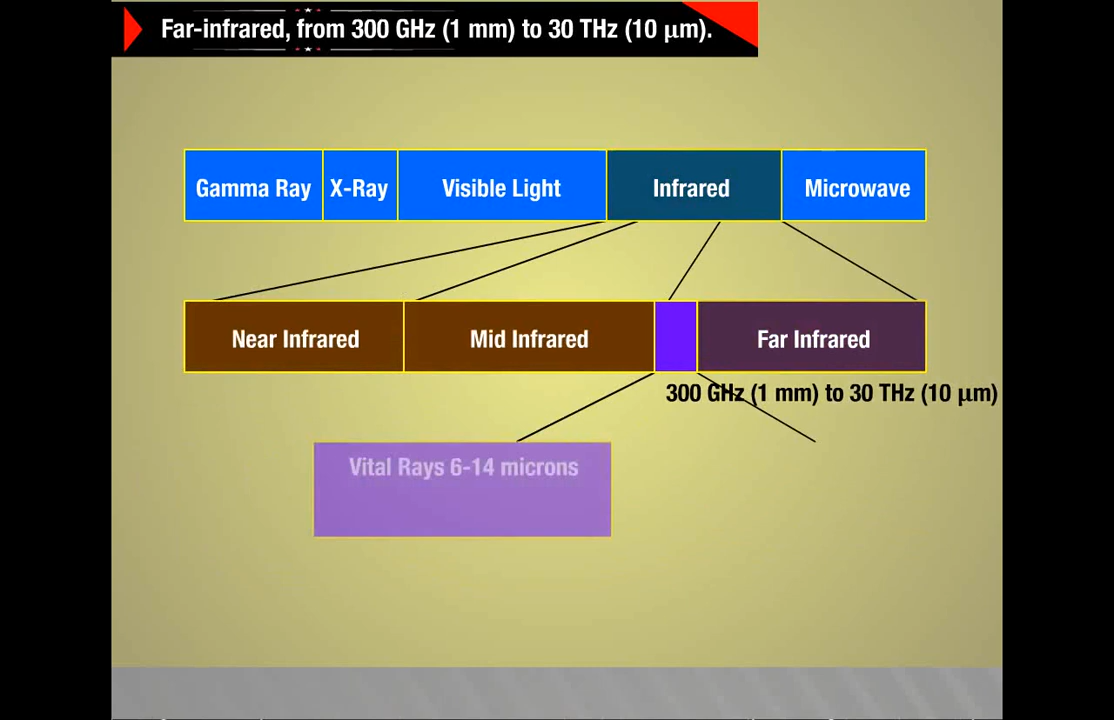 Far-infrared, from 300 GHz (1 mm) to 30 THz (10 μm).
Gamma Ray
X-Ray
Visible Light
Infrared
Microwave
Near Infrared
Mid Infrared
Far Infrared
300 GHz (1 mm) to 30 THz (10 μm)
Vital Rays 6-14 microns